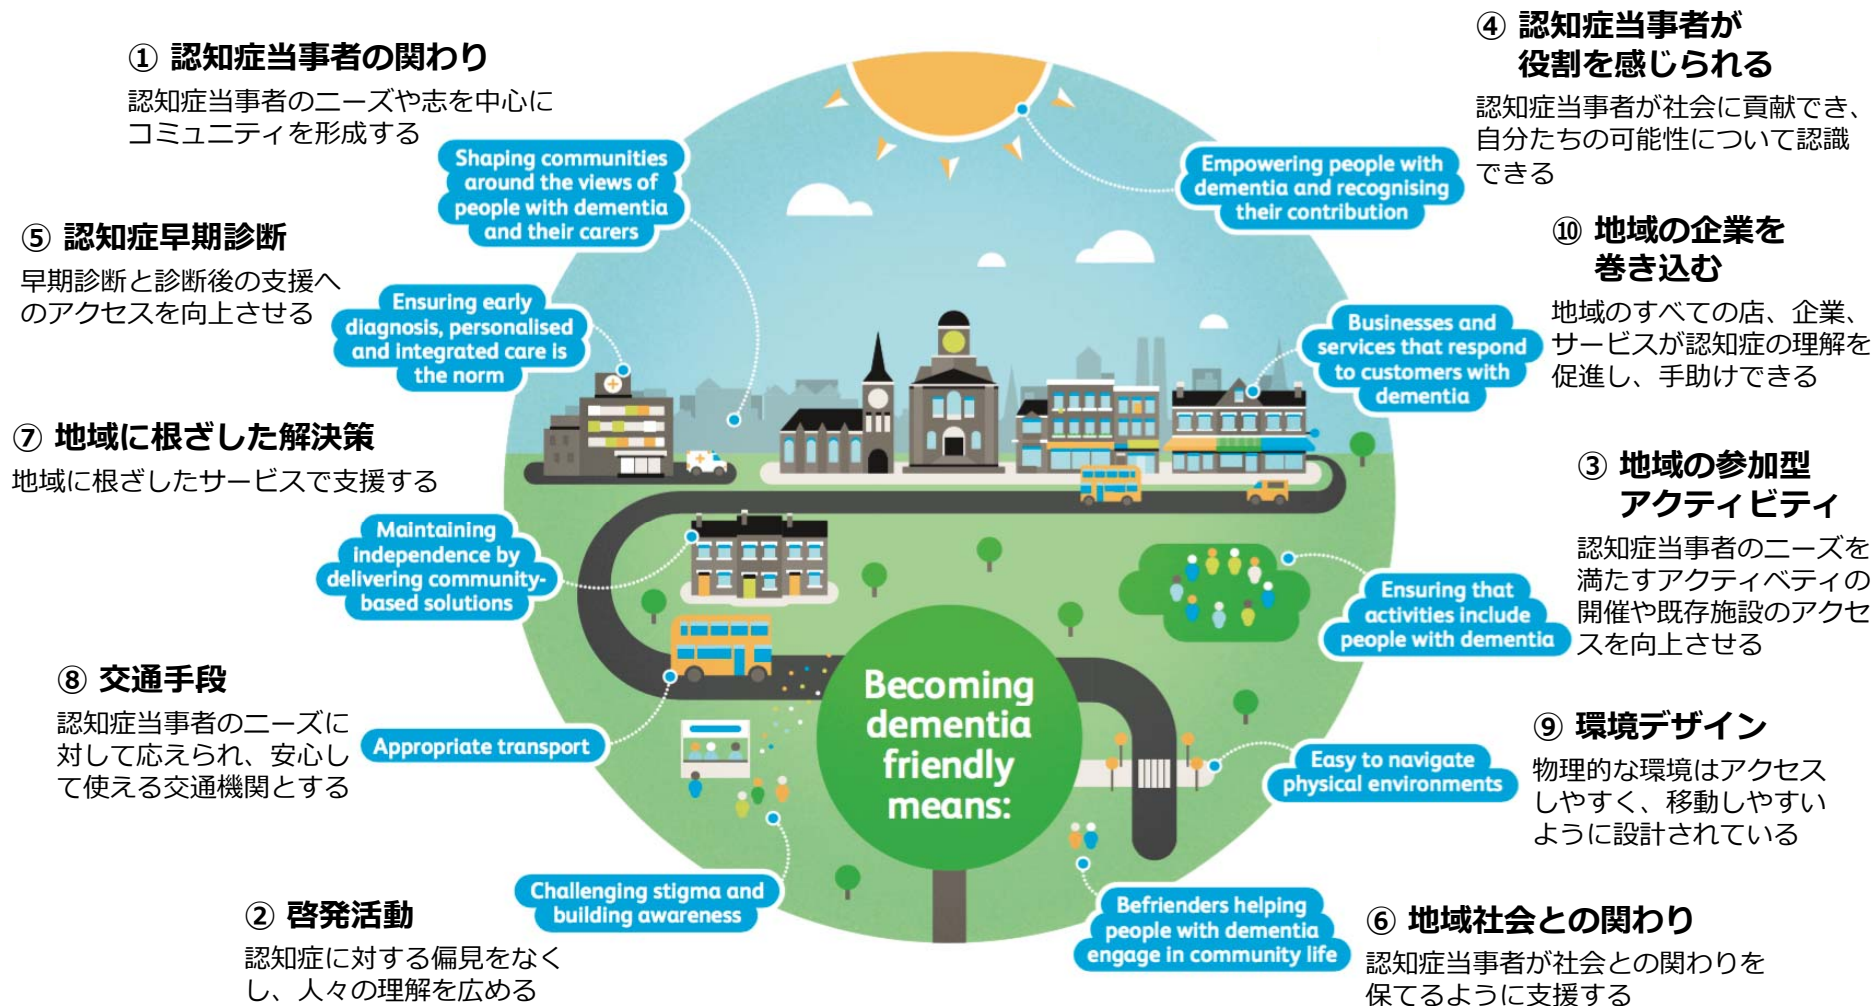 ① 認知症当事者の関わり
認知症当事者のニーズや志を中心に
コミュニティを形成する
Shaping communities
around the views of
people with dementia
and their carers
⑤ 認知症早期診断
早期診断と診断後の支援へ
のアクセスを向上させる
Ensuring early
diagnosis, personalised
and integrated care is
the norm
⑦ 地域に根ざした解決策
地域に根ざしたサービスで支援する
Maintaining
independence by
delivering community-
based solutions
⑧ 交通手段
認知症当事者のニーズに
対して応えられ、安心し
て使える交通機関とする
Appropriate transport
② 啓発活動
認知症に対する偏見をなく
し、人々の理解を広める
Challenging stigma and
building awareness
Becoming
dementia
friendly
means:
④ 認知症当事者が
役割を感じられる
認知症当事者が社会に貢献でき、
自分たちの可能性について認識
できる
Empowering people with
dementia and recognising
their contribution
⑩ 地域の企業を
巻き込む
地域のすべての店、企業、
サービスが認知症の理解を
促進し、手助けできる
Businesses and
services that respond
to customers with
dementia
③ 地域の参加型
アクティビティ
認知症当事者のニーズを
満たすアクティベティの
開催や既存施設のアクセ
スを向上させる
Ensuring that
activities include
people with dementia
⑨ 環境デザイン
物理的な環境はアクセス
しやすく、移動しやすい
ように設計されている
Easy to navigate
physical environments
⑥ 地域社会との関わり
認知症当事者が社会との関わりを
保てるように支援する
Befrienders helping
people with dementia
engage in community life